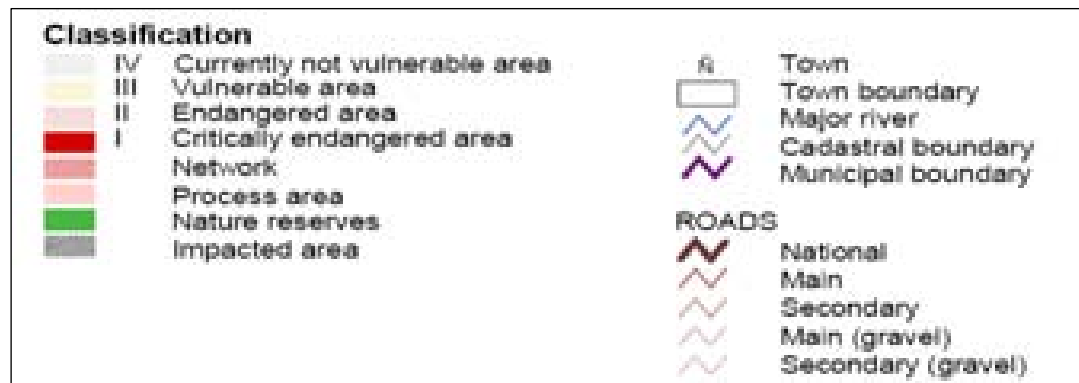 Classification
IV Currently not vulnerable area
III Vulnerable area
II Endangered area
I Critically endangered area
Network
Process area
Nature reserves
Impacted area
Town
Town boundary
Major river
Cadastral boundary
Municipal boundary
ROADS
National
Main
Secondary
Main (gravel)
Secondary (gravel)